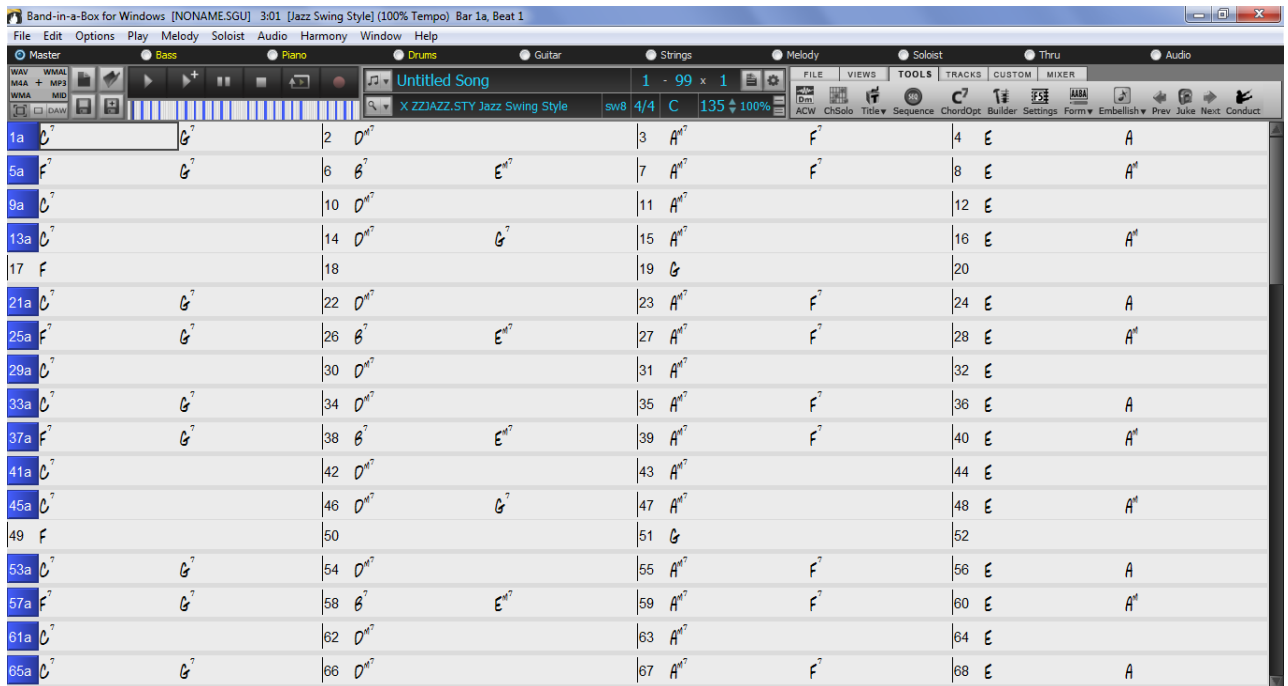 Band-in-a-Box for Windows [NONAME.SGU] 3:01 [Jazz Swing Style] (100% Tempo) Bar 1a, Beat 1
File Edit Options Play Melody Soloist Audio Harmony Window Help
Master Bass Piano Drums Guitar Strings Melody Soloist Thru Audio
WAV WMAL
M4A + MP3
WMA MID
DAW
Untitled Song 1 - 99 x 1
X ZZJAZZ.STY Jazz Swing Style sw8 4/4 C 135 100%
FILE VIEWS TOOLS TRACKS CUSTOM MIXER
ACW ChSolo Title Sequence ChordOpt Builder Settings Form Embellish Prev Juke Next Conduct
1a C7 G7 2 Dm7 3 Am7 F7 4 E A
5a F7 G7 6 B7 Em7 7 Am7 F7 8 E Am
9a C7 10 Dm7 11 Am7 12 E
13a C7 14 Dm7 G7 15 Am7 16 E Am
17 F 18 19 G 20
21a C7 G7 22 Dm7 23 Am7 F7 24 E A
25a F7 G7 26 B7 Em7 27 Am7 F7 28 E Am
29a C7 30 Dm7 31 Am7 32 E
33a C7 G7 34 Dm7 35 Am7 F7 36 E A
37a F7 G7 38 B7 Em7 39 Am7 F7 40 E Am
41a C7 42 Dm7 43 Am7 44 E
45a C7 46 Dm7 G7 47 Am7 48 E Am
49 F 50 51 G 52
53a C7 G7 54 Dm7 55 Am7 F7 56 E A
57a F7 G7 58 B7 Em7 59 Am7 F7 60 E Am
61a C7 62 Dm7 63 Am7 64 E
65a C7 G7 66 Dm7 67 Am7 F7 68 E A